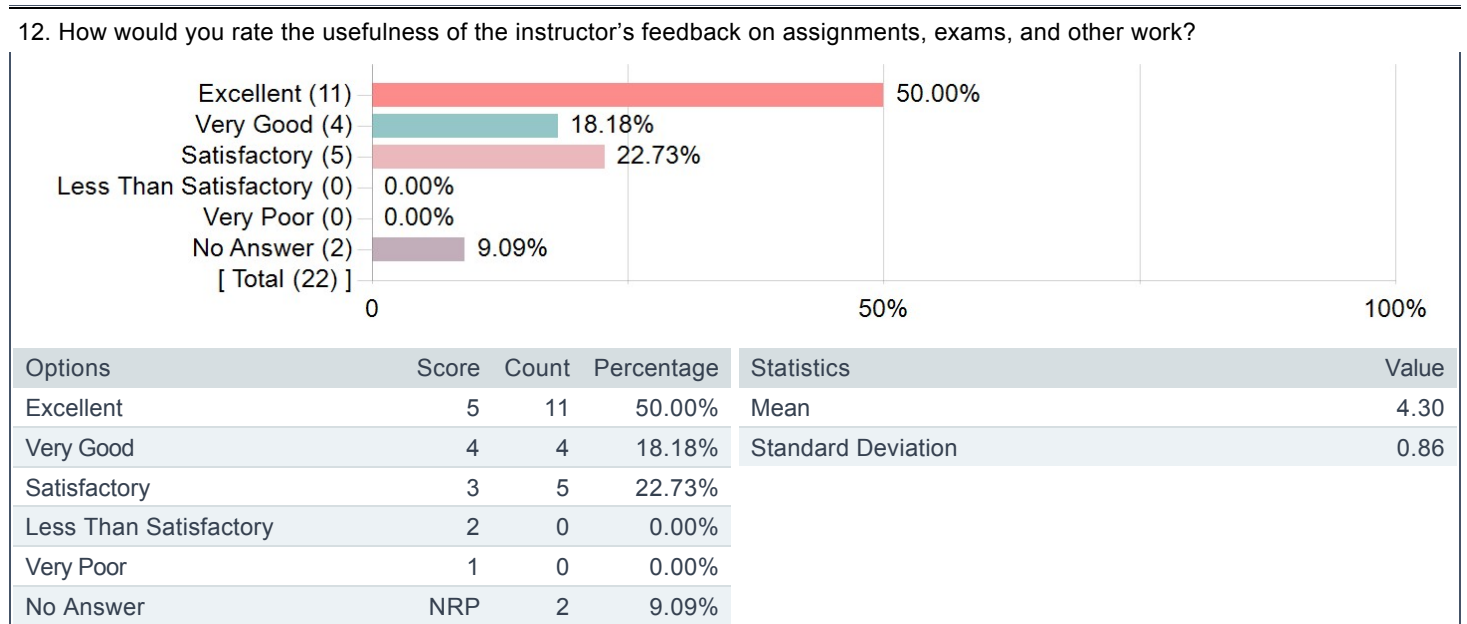 12. How would you rate the usefulness of the instructor’s feedback on assignments, exams, and other work?
Excellent (11) 50.00%
Very Good (4) 18.18%
Satisfactory (5) 22.73%
Less Than Satisfactory (0) 0.00%
Very Poor (0) 0.00%
No Answer (2) 9.09%
[ Total (22) ]
0 50% 100%
Options Score Count Percentage
Excellent 5 11 50.00%
Very Good 4 4 18.18%
Satisfactory 3 5 22.73%
Less Than Satisfactory 2 0 0.00%
Very Poor 1 0 0.00%
No Answer NRP 2 9.09%
Statistics Value
Mean 4.30
Standard Deviation 0.86